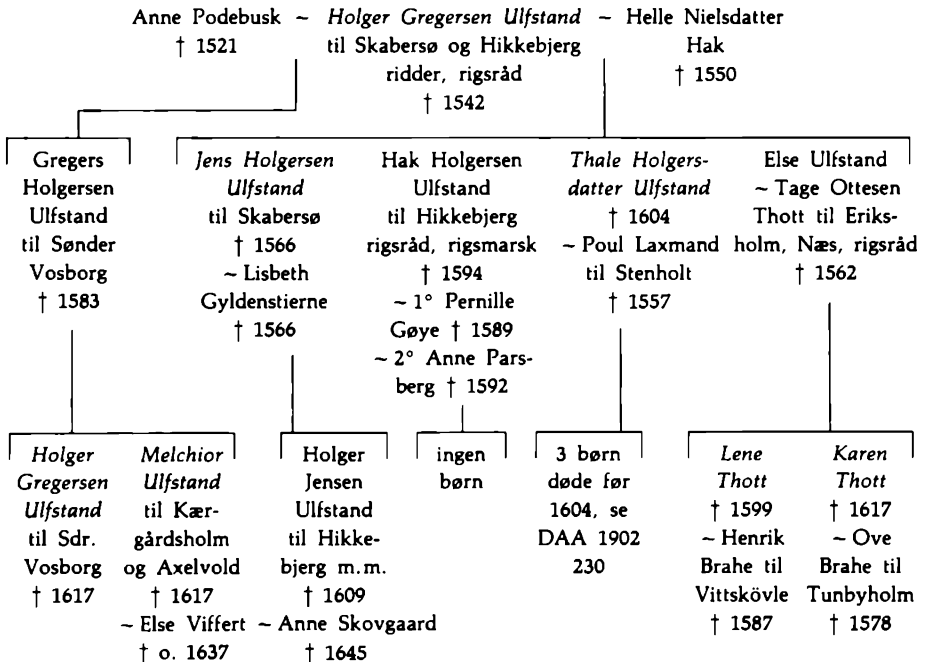 Anne Podebusk ~ Holger Gregersen Ulfstand ~ Helle Nielsdatter
† 1521
til Skabersø og Hikkebjerg
ridder, rigsråd
† 1542
Hak
† 1550
Gregers
Holgersen
Ulfstand
til Sønder
Vosborg
† 1583
Jens Holgersen
Ulfstand
til Skabersø
† 1566
~ Lisbeth
Gyldenstierne
† 1566
Hak Holgersen
Ulfstand
til Hikkebjerg
rigsråd, rigsmarsk
† 1594
~ 1° Pernille
Gøye † 1589
~ 2° Anne Pars-
berg † 1592
Thale Holgers-
datter Ulfstand
† 1604
~ Poul Laxmand
til Stenholt
† 1557
Else Ulfstand
~ Tage Ottesen
Thott til Eriks-
holm, Næs, rigsråd
† 1562
Holger
Gregersen
Ulfstand
til Sdr.
Vosborg
† 1617
Melchior
Ulfstand
til Kær-
gårdsholm
og Axelvold
† 1617
~ Else Viffert
† o. 1637
Holger
Jensen
Ulfstand
til Hikke-
bjerg m.m.
† 1609
~ Anne Skovgaard
† 1645
ingen
børn
3 børn
døde før
1604, se
DAA 1902
230
Lene
Thott
† 1599
~ Henrik
Brahe til
Vittskövle
† 1587
Karen
Thott
† 1617
~ Ove
Brahe til
Tunbyholm
† 1578